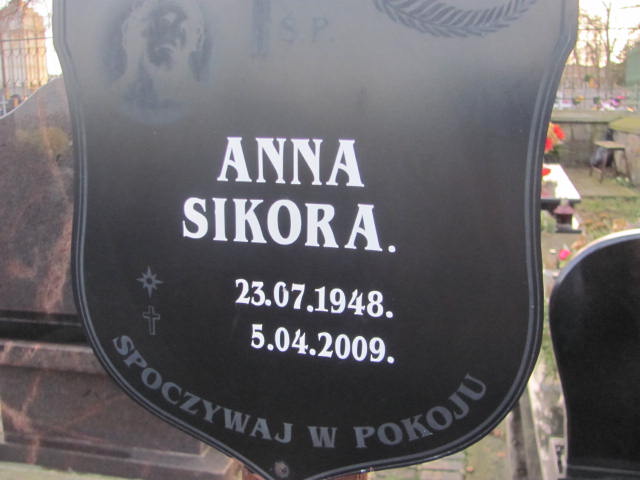 Ś.P.
ANNA
SIKORA.
23.07.1948.
5.04.2009.
SPOCZYWAJ W POKOJU